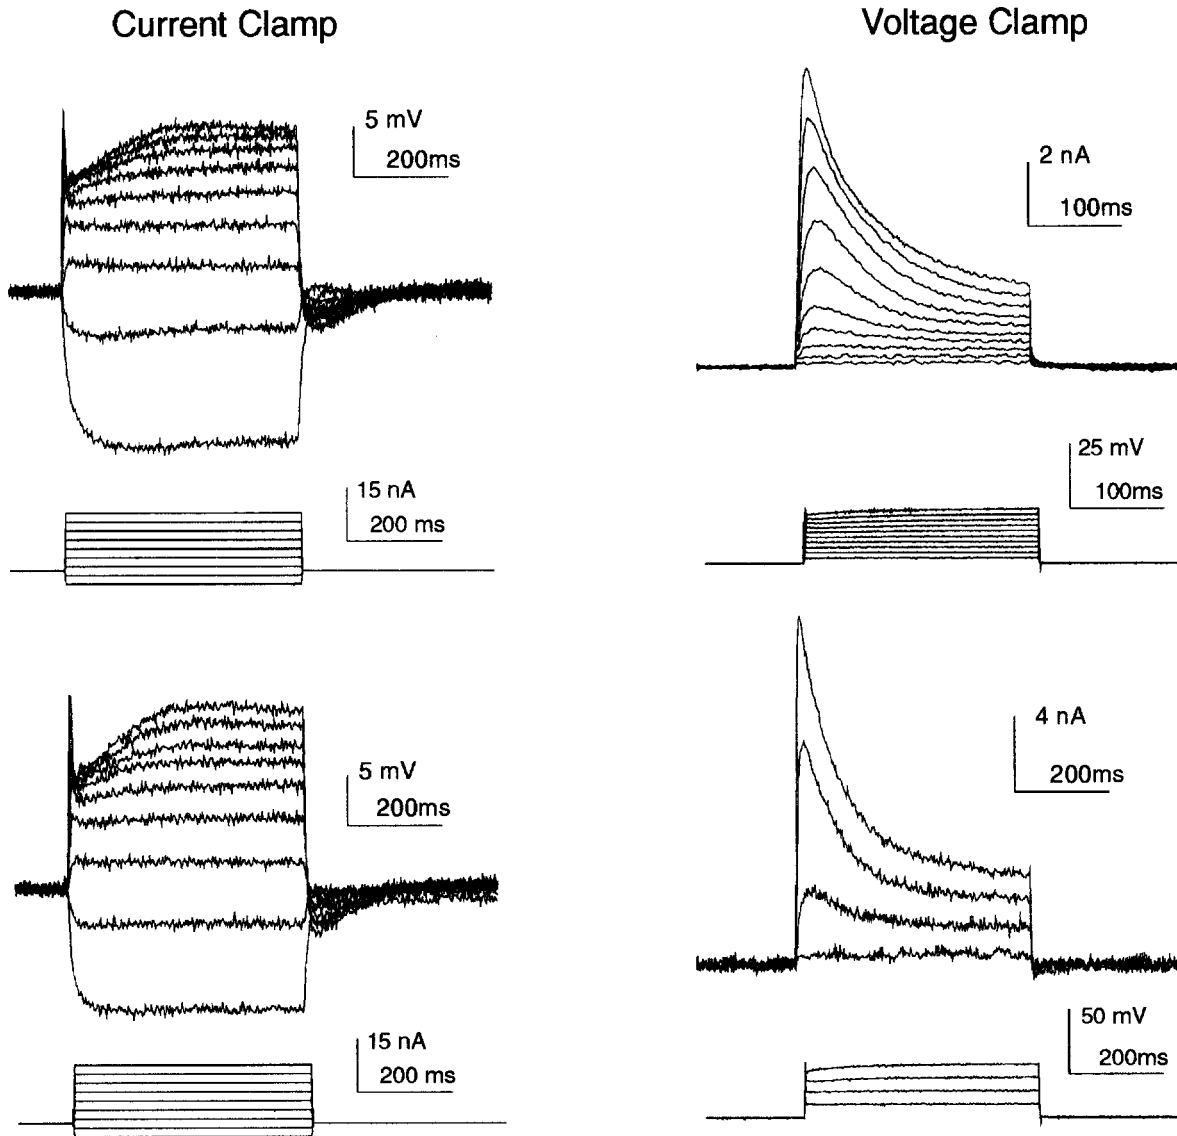 Current Clamp
Voltage Clamp
5 mV
200ms
2 nA
100ms
15 nA
200 ms
25 mV
100ms
5 mV
200ms
4 nA
200ms
15 nA
200 ms
50 mV
200ms